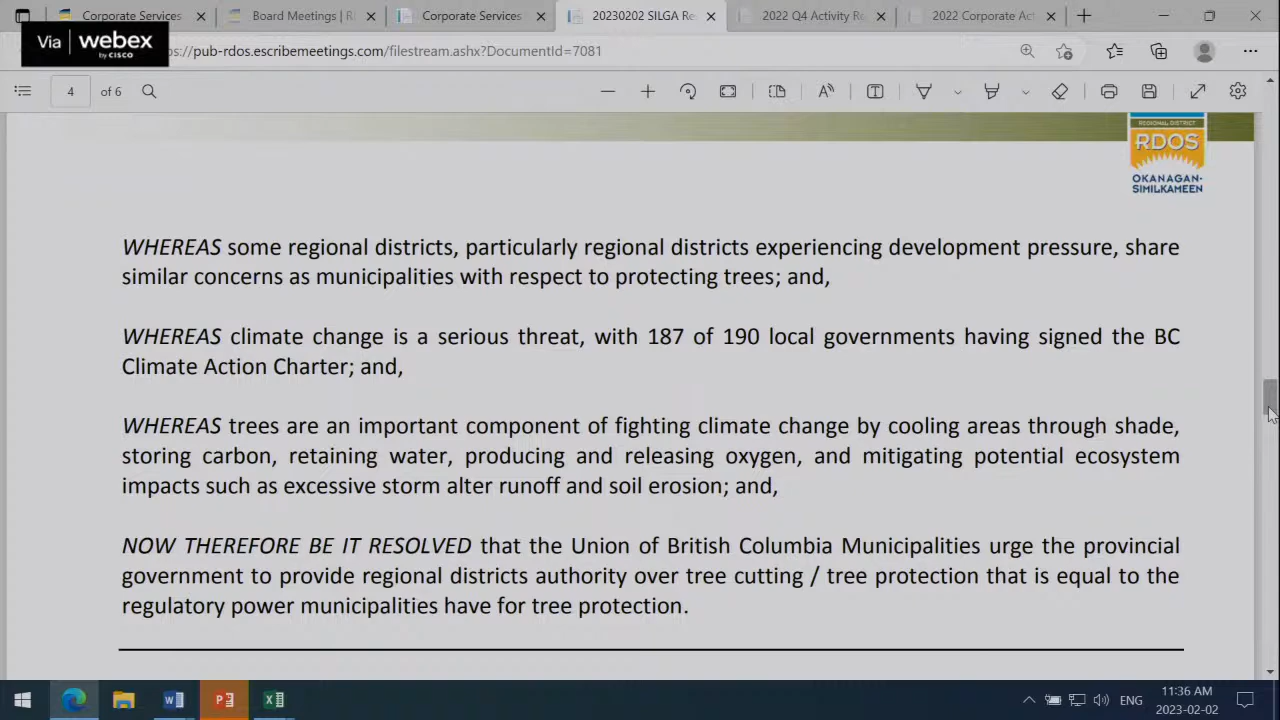 Corporate Services
Board Meetings | R
Corporate Services
20230202 SILGA Re
2022 Q4 Activity Re
2022 Corporate Act
Via webex
by CISCO
s://pub-rdos.escribemeetings.com/filestream.ashx?DocumentId=7081
4 of 6
REGIONAL DISTRICT
RDOS
OKANAGAN-
SIMILKAMEEN
WHEREAS some regional districts, particularly regional districts experiencing development pressure, share
similar concerns as municipalities with respect to protecting trees; and,
WHEREAS climate change is a serious threat, with 187 of 190 local governments having signed the BC
Climate Action Charter; and,
WHEREAS trees are an important component of fighting climate change by cooling areas through shade,
storing carbon, retaining water, producing and releasing oxygen, and mitigating potential ecosystem
impacts such as excessive storm alter runoff and soil erosion; and,
NOW THEREFORE BE IT RESOLVED that the Union of British Columbia Municipalities urge the provincial
government to provide regional districts authority over tree cutting / tree protection that is equal to the
regulatory power municipalities have for tree protection.
ENG
11:36 AM
2023-02-02